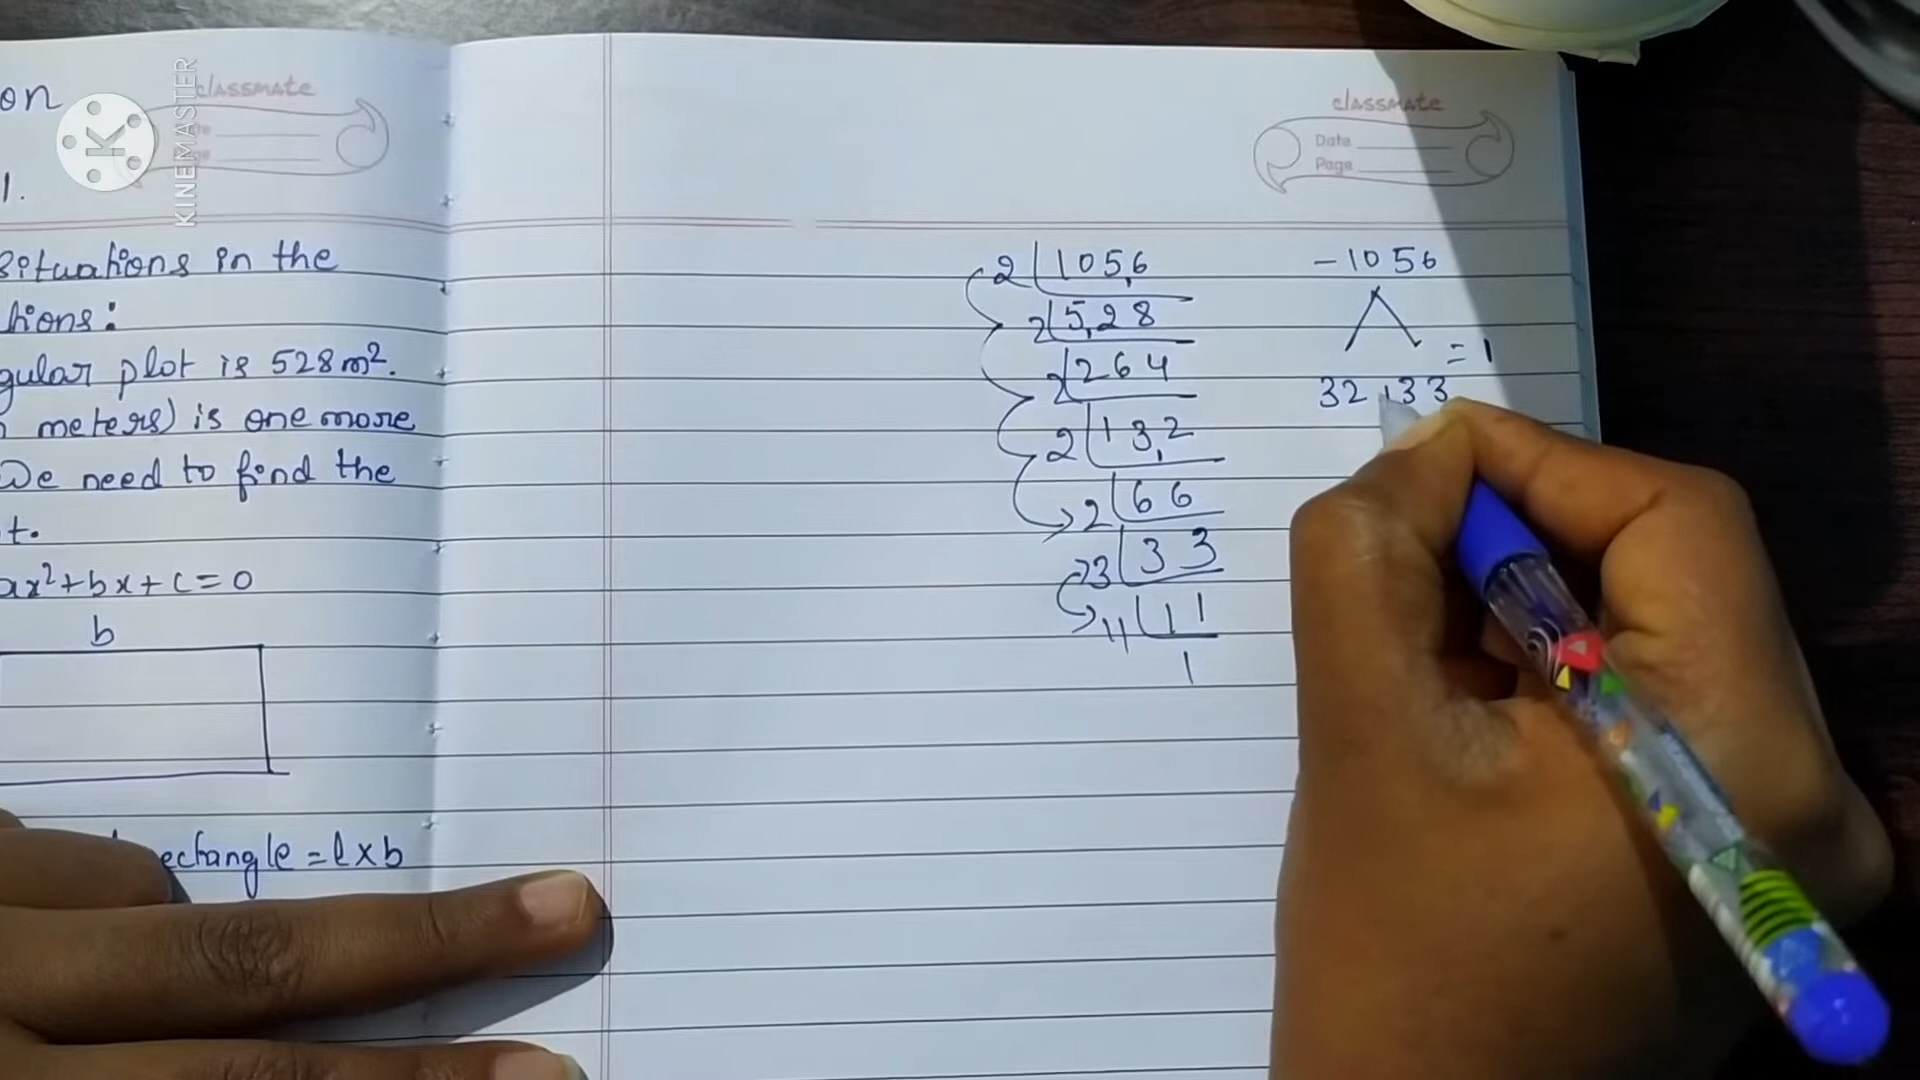 on
1.
KINEMASTER
classmate
situations in the
tions:
gular plot is 528m².
meters) is one more
We need to find the
t.
ax²+bx+c=0
b
ectangle = l×b
classmate
Date
Page
2 | 1056
2 | 528
2 | 264
2 | 132
2 | 66
3 | 33
11 | 11
1
-1056
= 1
32, 33